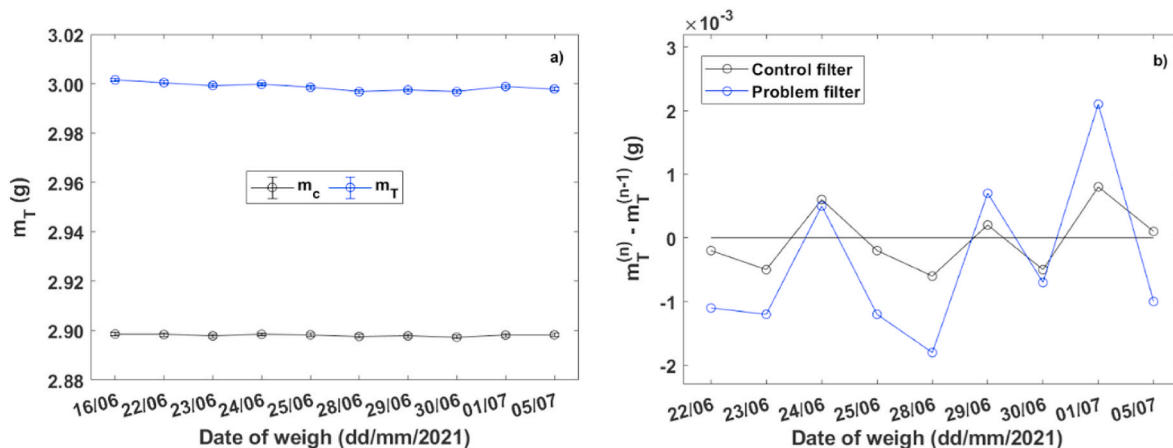 a)
m_T (g)
3.02
3.00
2.98
2.96
2.94
2.92
2.90
2.88
m_c m_T
16/06 22/06 23/06 24/06 25/06 28/06 29/06 30/06 01/07 05/07
Date of weigh (dd/mm/2021)
×10^-3
b)
Control filter
Problem filter
m_T^(n) - m_T^(n-1) (g)
3
2
1
0
-1
-2
22/06 23/06 24/06 25/06 28/06 29/06 30/06 01/07 05/07
Date of weigh (dd/mm/2021)